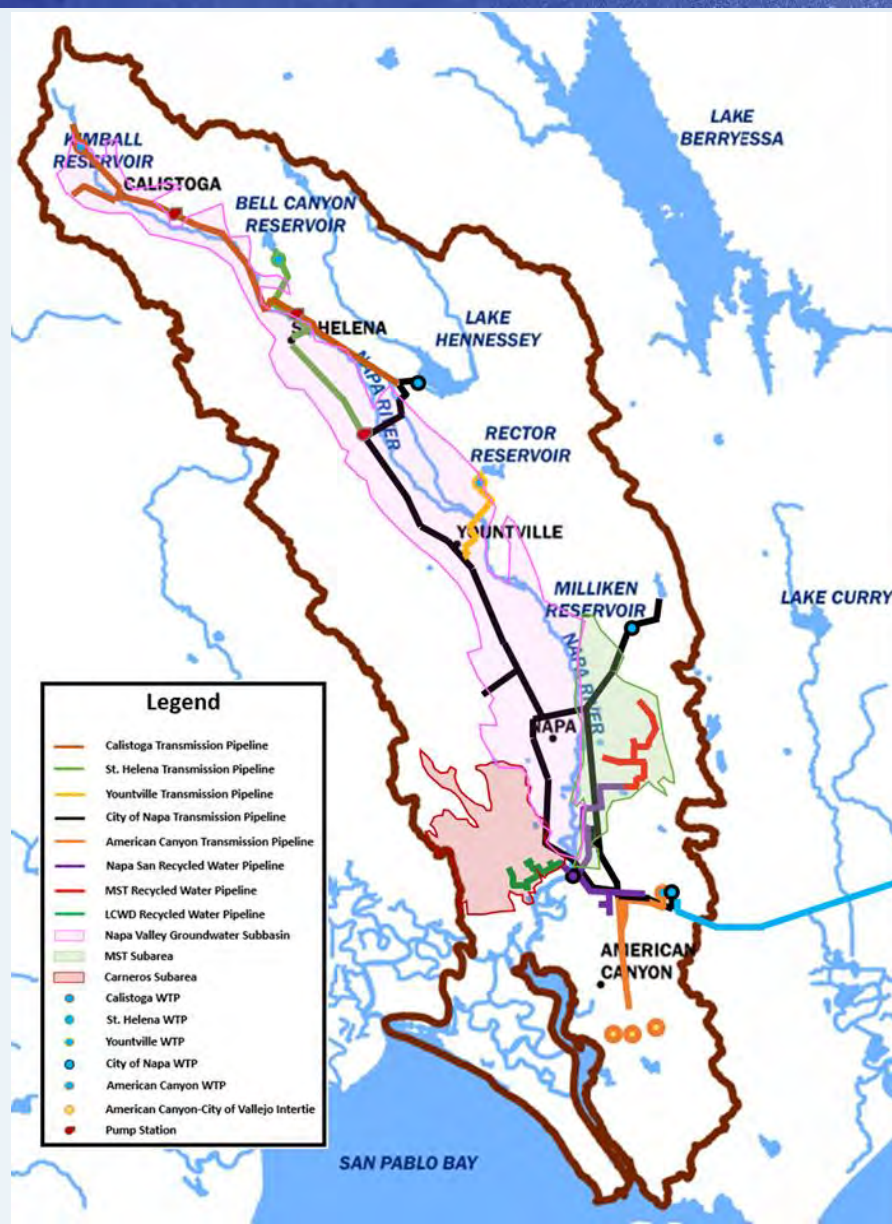 LAKE
BERRYESSA
KIMBALL
RESERVOIR
CALISTOGA
BELL CANYON
RESERVOIR
ST HELENA
LAKE
HENNESSEY
NAPA RIVER
RECTOR
RESERVOIR
YOUNTVILLE
MILLIKEN
RESERVOIR
LAKE CURRY
NAPA RIVER
NAPA
AMERICAN
CANYON
SAN PABLO BAY
Legend
Calistoga Transmission Pipeline
St. Helena Transmission Pipeline
Yountville Transmission Pipeline
City of Napa Transmission Pipeline
American Canyon Transmission Pipeline
Napa San Recycled Water Pipeline
MST Recycled Water Pipeline
LCWD Recycled Water Pipeline
Napa Valley Groundwater Subbasin
MST Subarea
Carneros Subarea
Calistoga WTP
St. Helena WTP
Yountville WTP
City of Napa WTP
American Canyon WTP
American Canyon-City of Vallejo Intertie
Pump Station